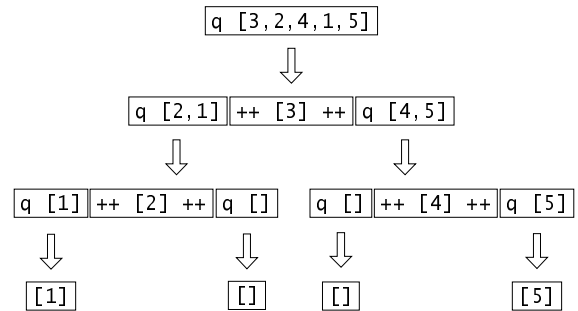 q [3,2,4,1,5]
q [2,1] ++ [3] ++ q [4,5]
q [1] ++ [2] ++ q [] q [] ++ [4] ++ q [5]
[1] [] [] [5]